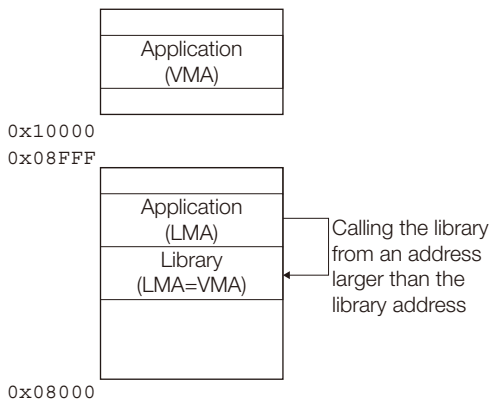 Application
(VMA)
0x10000
0x08FFF
Application
(LMA)
Library
(LMA=VMA)
Calling the library
from an address
larger than the
library address
0x08000